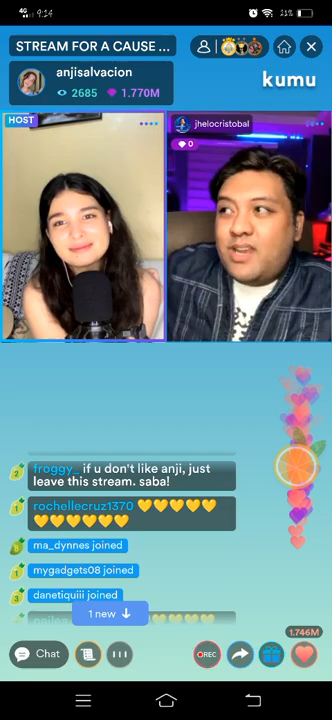 4G 9:14
STREAM FOR A CAUSE ...
anjisalvacion
2685 1.770M
kumu
HOST
jhelocristobal
0
froggy_ if u don't like anji, just
leave this stream. saba!
rochellecruz1370 💛💛💛💛💛
💛💛💛💛💛💛
ma_dynnes joined
mygadgets08 joined
danetiquiii joined
1 new ↓
1.746M
Chat
REC